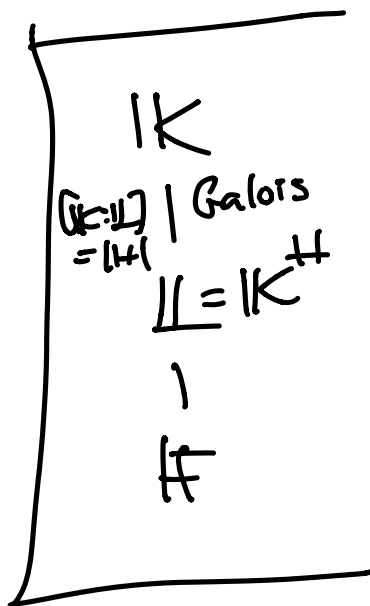 𝕂
[𝕂:𝕃] | Galois
= |H|
𝕃 = 𝕂^H
|
𝔽